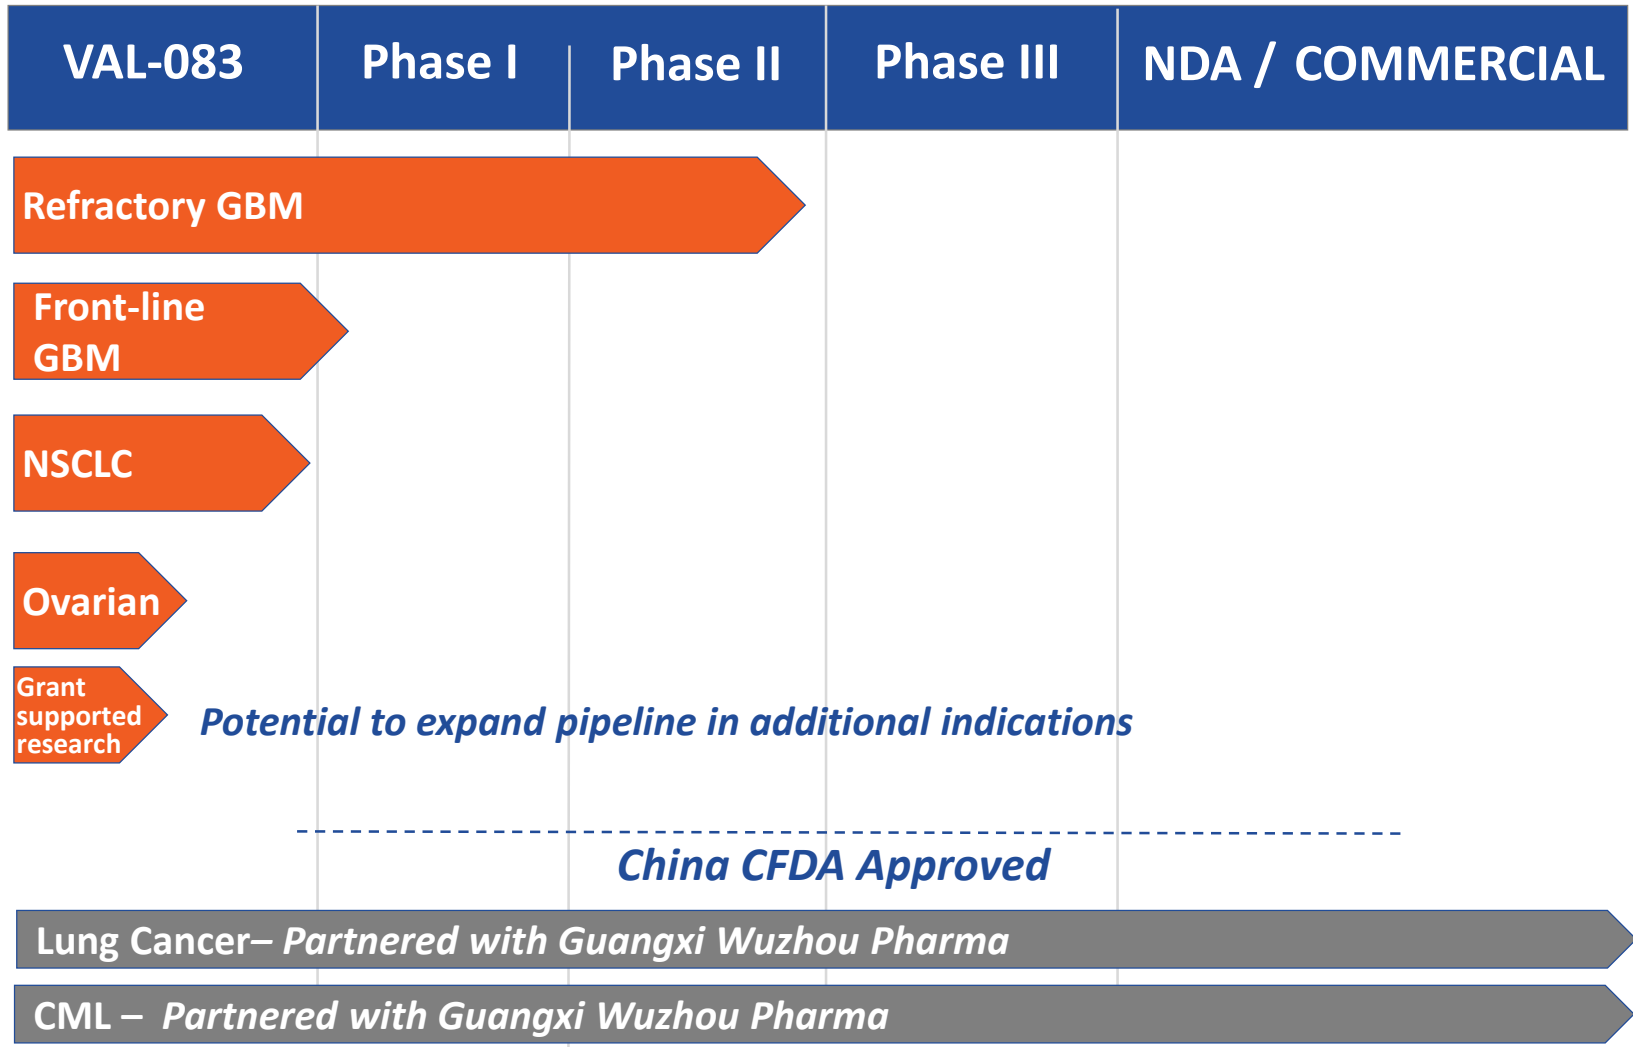 VAL-083 Phase I Phase II Phase III NDA / COMMERCIAL
Refractory GBM
Front-line
GBM
NSCLC
Ovarian
Grant
supported
research
Potential to expand pipeline in additional indications
China CFDA Approved
Lung Cancer– Partnered with Guangxi Wuzhou Pharma
CML – Partnered with Guangxi Wuzhou Pharma